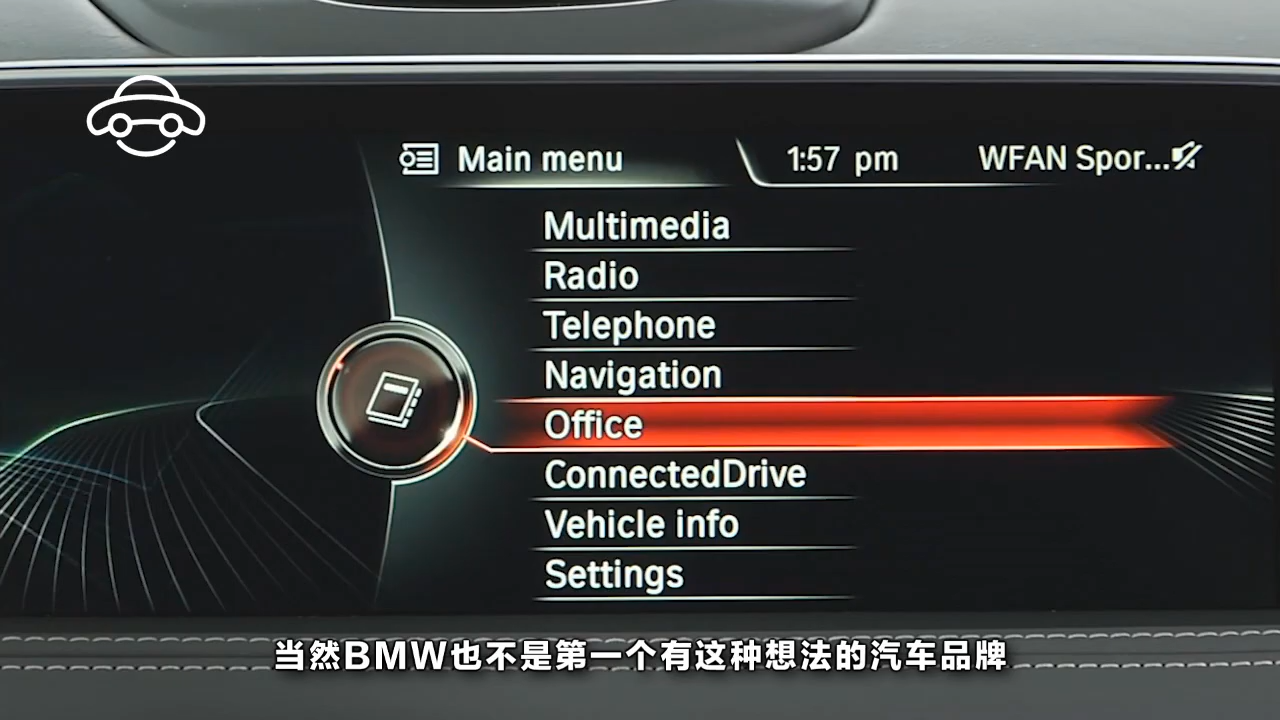 Main menu 1:57 pm WFAN Spor...
Multimedia
Radio
Telephone
Navigation
Office
ConnectedDrive
Vehicle info
Settings
当然BMW也不是第一个有这种想法的汽车品牌